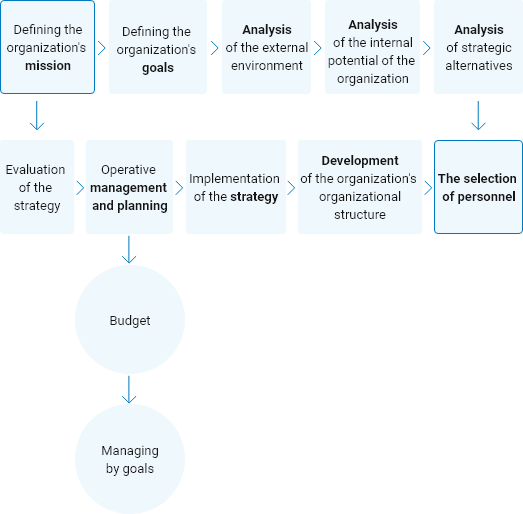 Defining the
organization's
mission
Defining the
organization's
goals
Analysis
of the external
environment
Analysis
of the internal
potential of the
organization
Analysis
of strategic
alternatives
Evaluation
of the
strategy
Operative
management
and planning
Implementation
of the strategy
Development
of the organization's
organizational
structure
The selection
of personnel
Budget
Managing
by goals